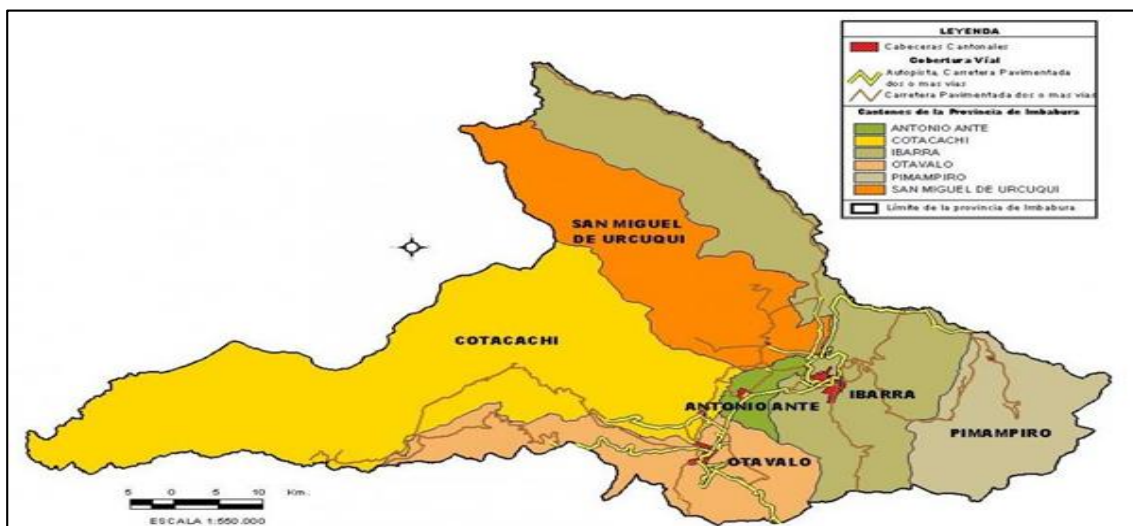 LEYENDA
Cabeceras Cantonales
Cobertura Vial
Autopista, Carretera Pavimentada
dos o mas vias
Carretera Pavimentada dos o mas vias
Cantones de la Provincia de Imbabura
ANTONIO ANTE
COTACACHI
IBARRA
OTAVALO
PIMAMPIRO
SAN MIGUEL DE URCUQUI
Límite de la provincia de Imbabura
SAN MIGUEL
DE URCUQUI
COTACACHI
ANTONIO ANTE
IBARRA
PIMAMPIRO
OTAVALO
5 0 5 10 Km.
ESCALA 1:550.000